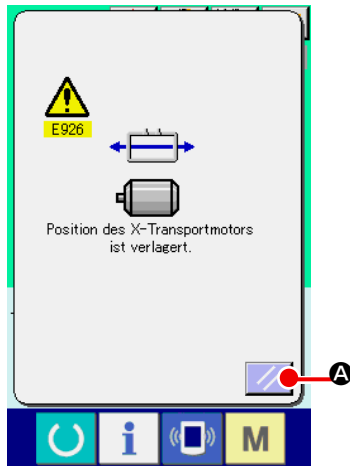 E926
Position des X-Transportmotors
ist verlagert.
A
i
M